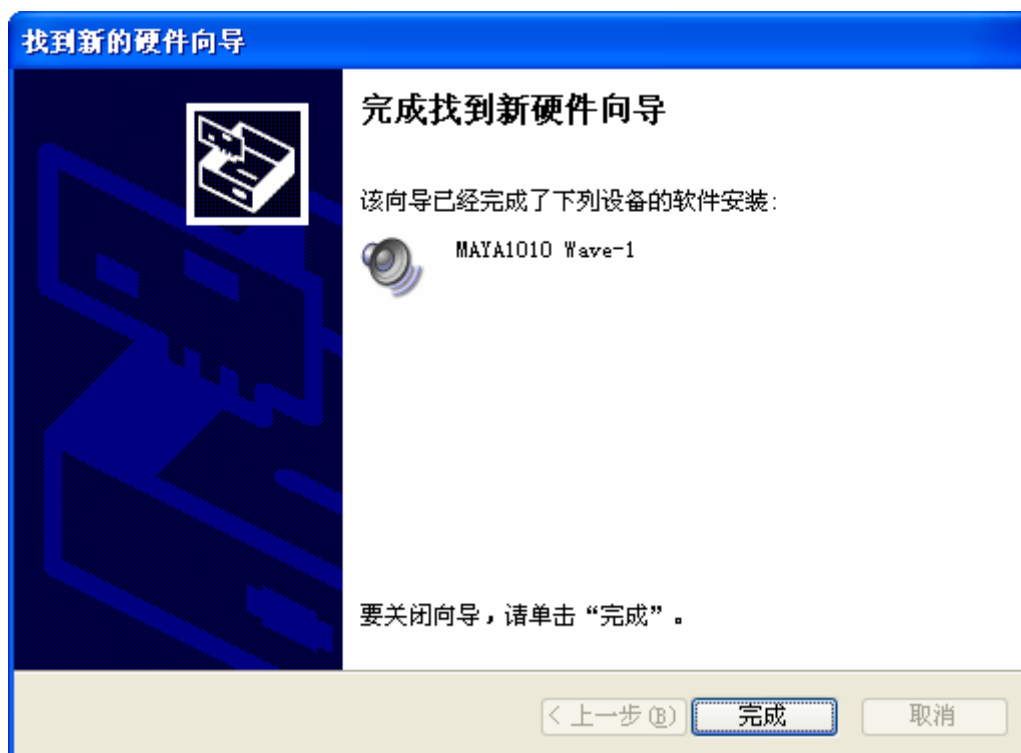 找到新的硬件向导
完成找到新硬件向导
该向导已经完成了下列设备的软件安装:
MAYA1010 Wave-1
要关闭向导,请单击“完成”。
< 上一步(B)
完成
取消